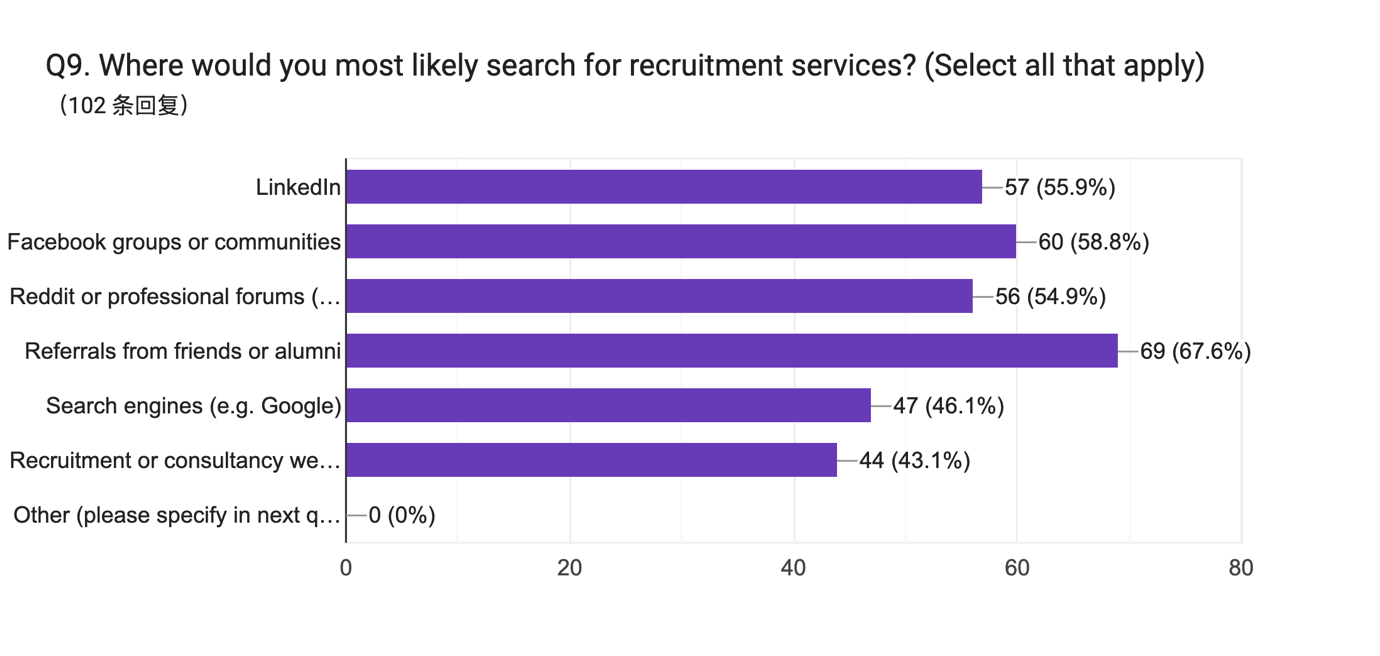 Q9. Where would you most likely search for recruitment services? (Select all that apply)
（102 条回复）
LinkedIn
57 (55.9%)
Facebook groups or communities
60 (58.8%)
Reddit or professional forums (…
56 (54.9%)
Referrals from friends or alumni
69 (67.6%)
Search engines (e.g. Google)
47 (46.1%)
Recruitment or consultancy we…
44 (43.1%)
Other (please specify in next q…
0 (0%)
0 20 40 60 80